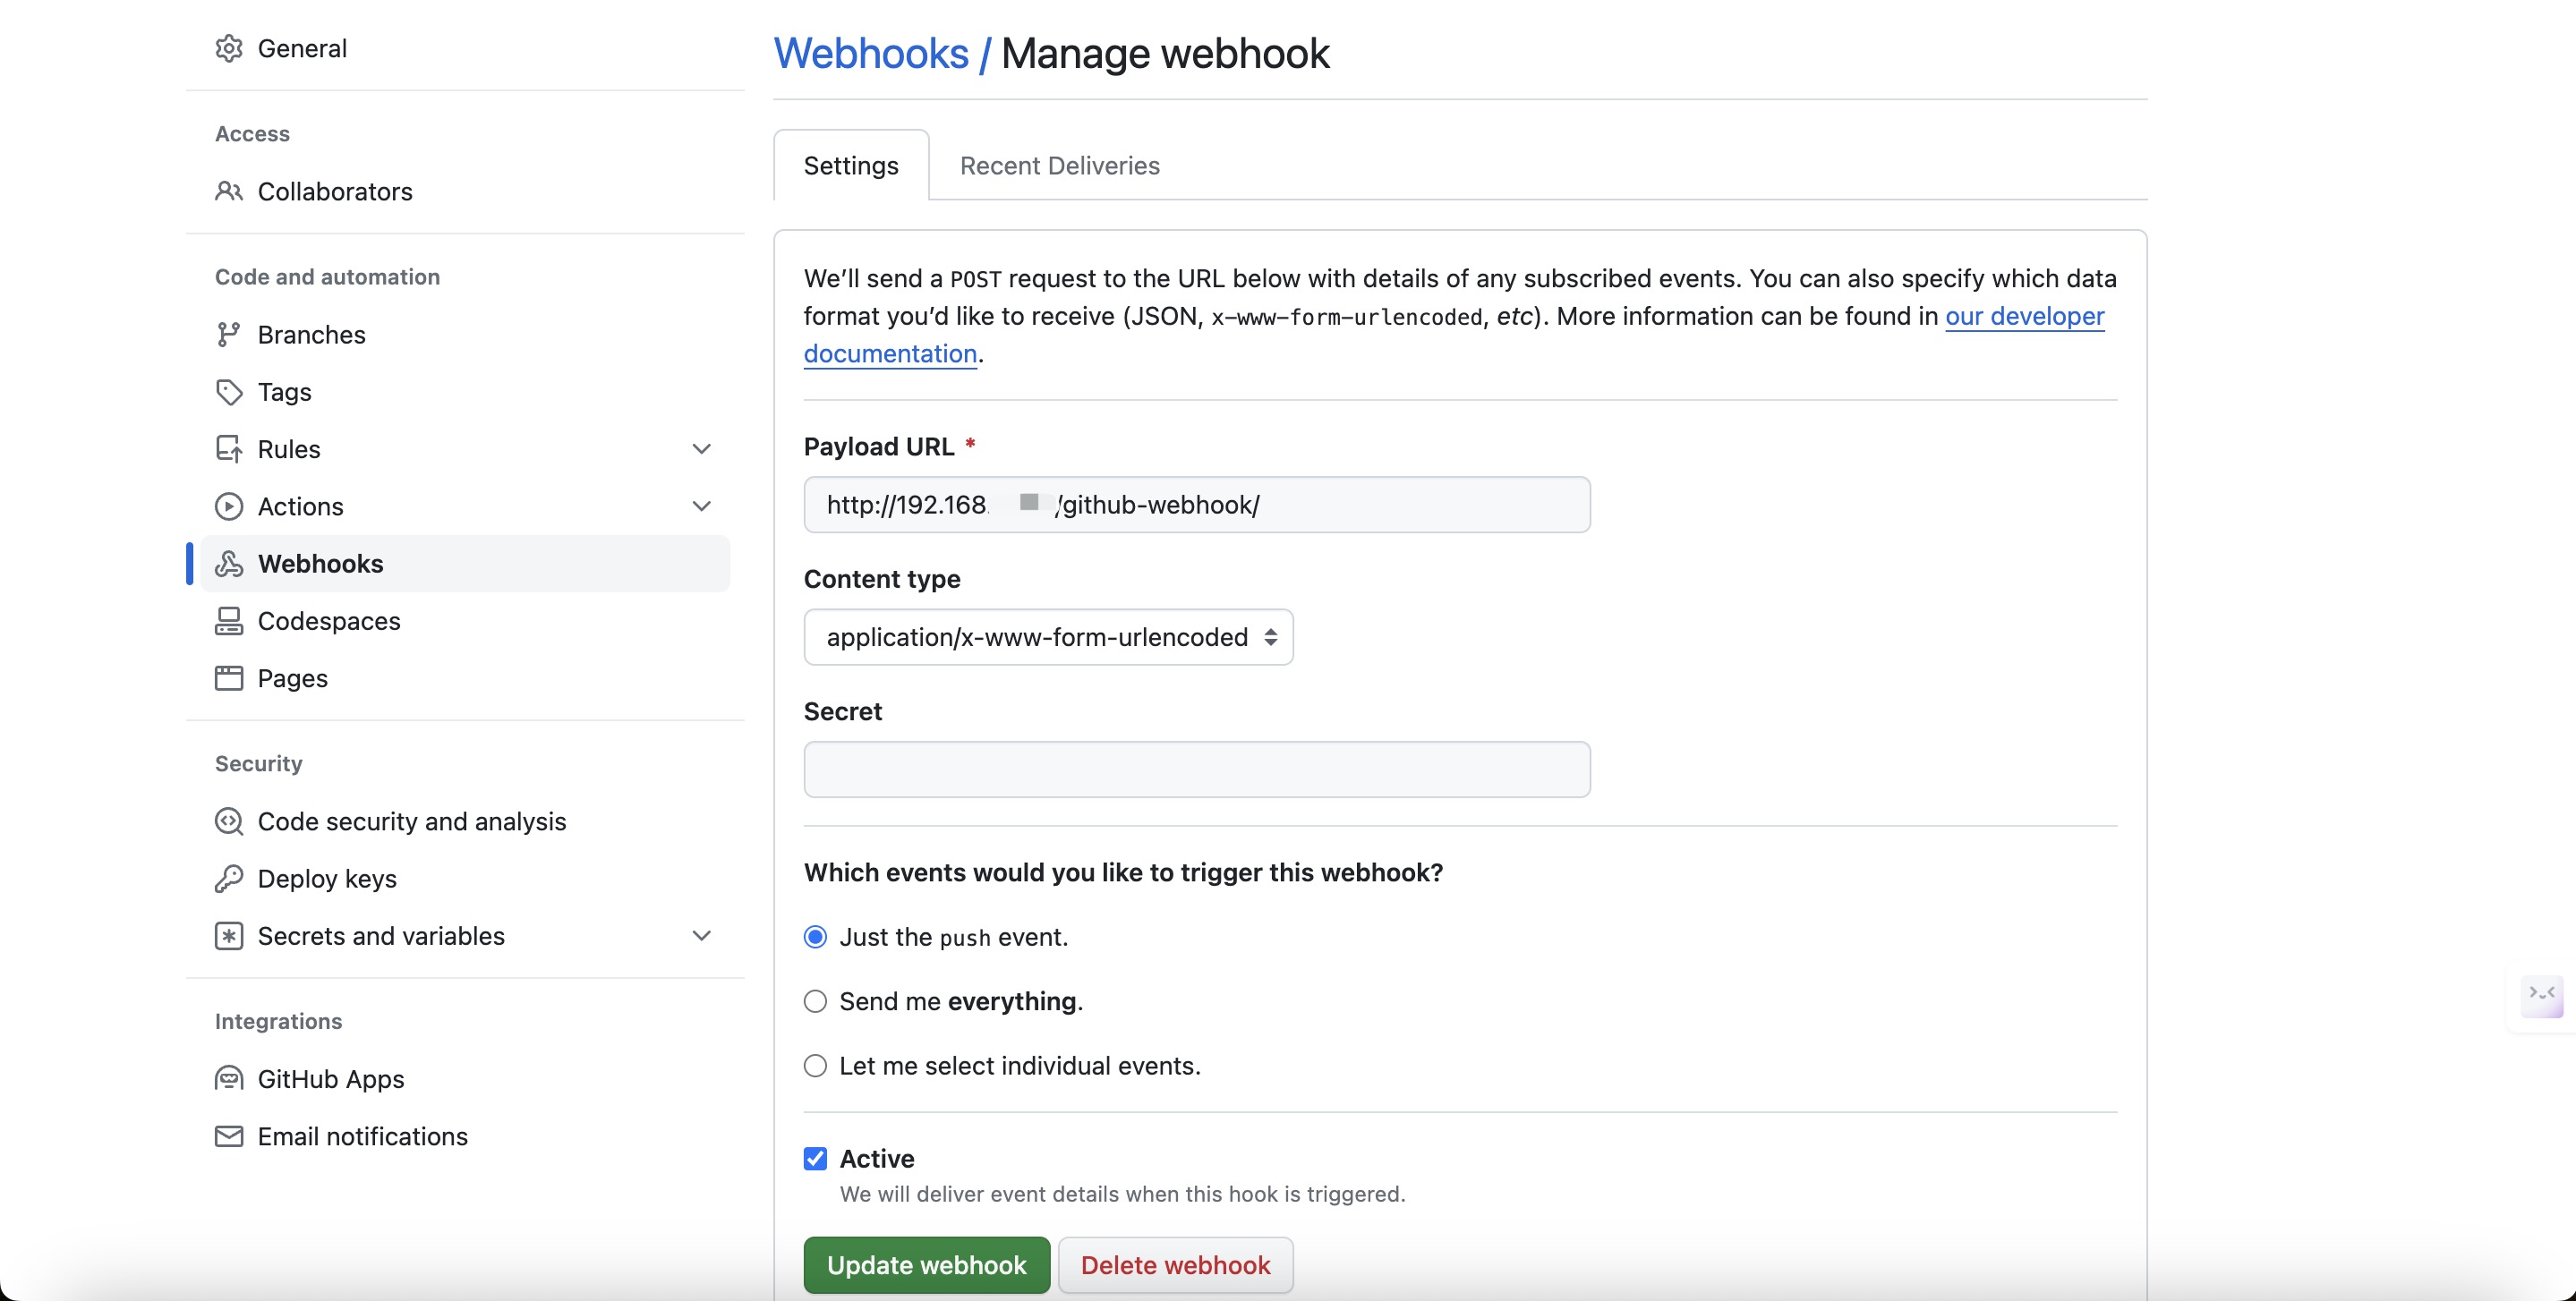 General
Access
Collaborators
Code and automation
Branches
Tags
Rules
Actions
Webhooks
Codespaces
Pages
Security
Code security and analysis
Deploy keys
Secrets and variables
Integrations
GitHub Apps
Email notifications
Webhooks / Manage webhook
Settings
Recent Deliveries
We’ll send a POST request to the URL below with details of any subscribed events. You can also specify which data
format you’d like to receive (JSON, x-www-form-urlencoded, etc). More information can be found in our developer
documentation.
Payload URL *
http://192.168. /github-webhook/
Content type
application/x-www-form-urlencoded
Secret
Which events would you like to trigger this webhook?
Just the push event.
Send me everything.
Let me select individual events.
Active
We will deliver event details when this hook is triggered.
Update webhook
Delete webhook